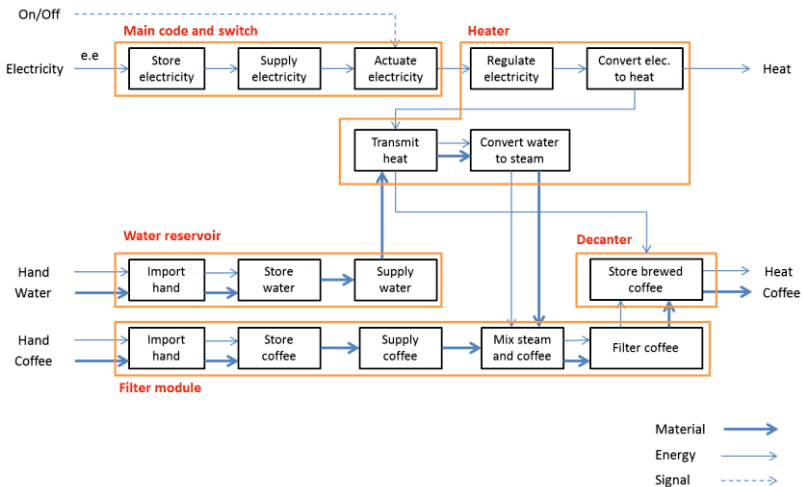 On/Off
Main code and switch
Heater
Electricity
e.e
Store
electricity
Supply
electricity
Actuate
electricity
Regulate
electricity
Convert elec.
to heat
Heat
Transmit
heat
Convert water
to steam
Water reservoir
Decanter
Hand
Water
Import
hand
Store
water
Supply
water
Store brewed
coffee
Heat
Coffee
Hand
Coffee
Import
hand
Store
coffee
Supply
coffee
Mix steam
and coffee
Filter coffee
Filter module
Material
Energy
Signal